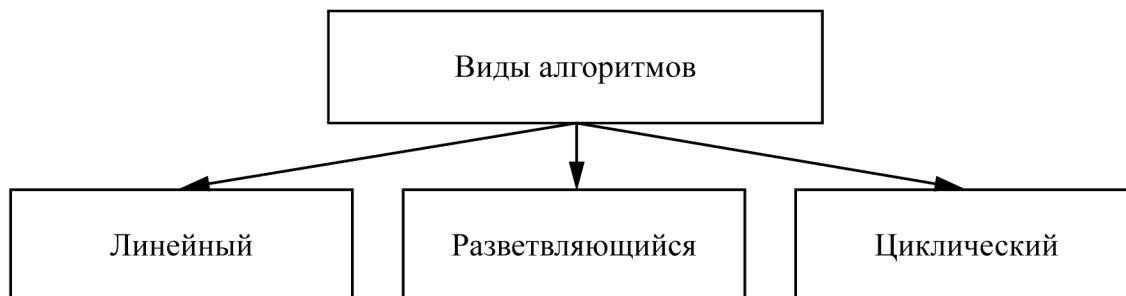 Виды алгоритмов
Линейный
Разветвляющийся
Циклический